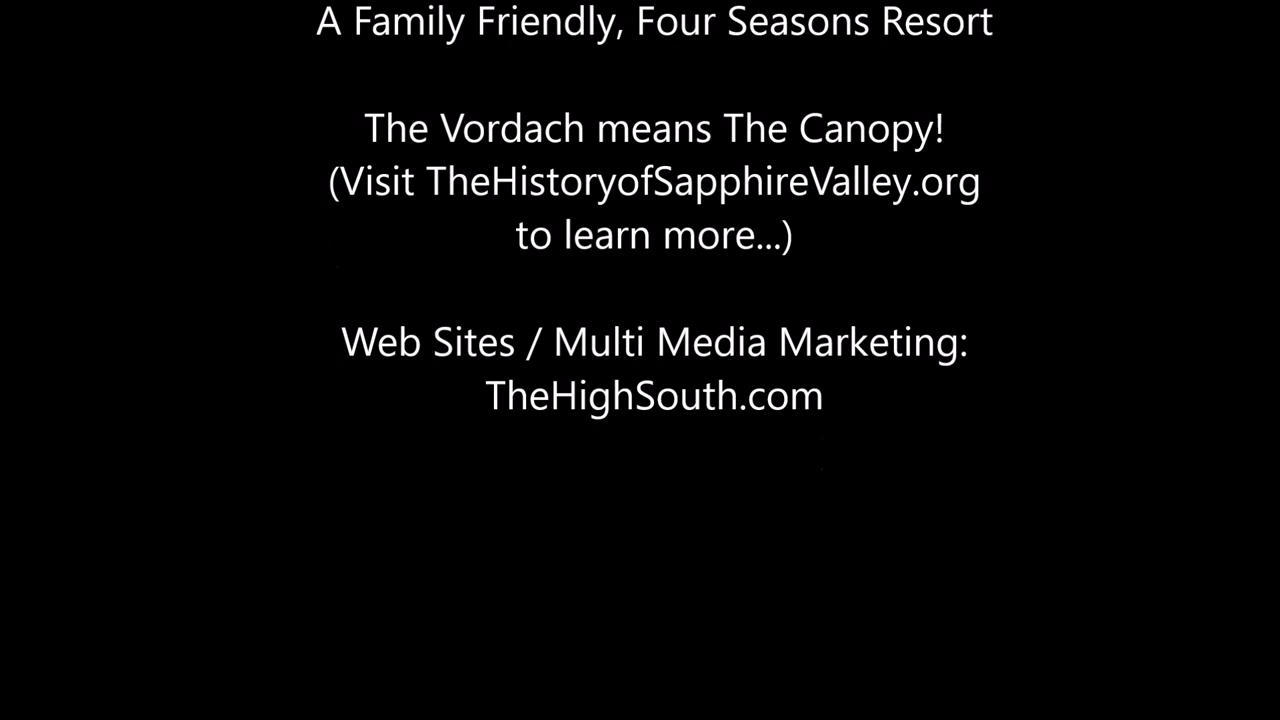 A Family Friendly, Four Seasons Resort
The Vordach means The Canopy!
(Visit TheHistoryofSapphireValley.org
to learn more...)
Web Sites / Multi Media Marketing:
TheHighSouth.com